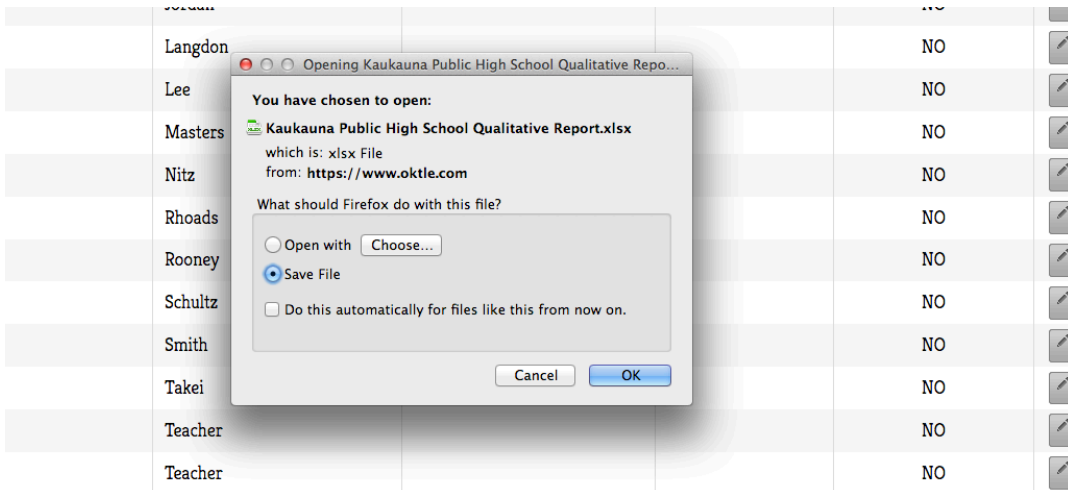 Langdon NO
Opening Kaukauna Public High School Qualitative Repo...
Lee NO
You have chosen to open:
Masters NO
Kaukauna Public High School Qualitative Report.xlsx
which is: xlsx File
Nitz NO
from: https://www.oktle.com
What should Firefox do with this file?
Rhoads NO
Open with Choose...
Rooney NO
Save File
Schultz NO
Do this automatically for files like this from now on.
Smith NO
Cancel OK
Takei NO
Teacher NO
Teacher NO